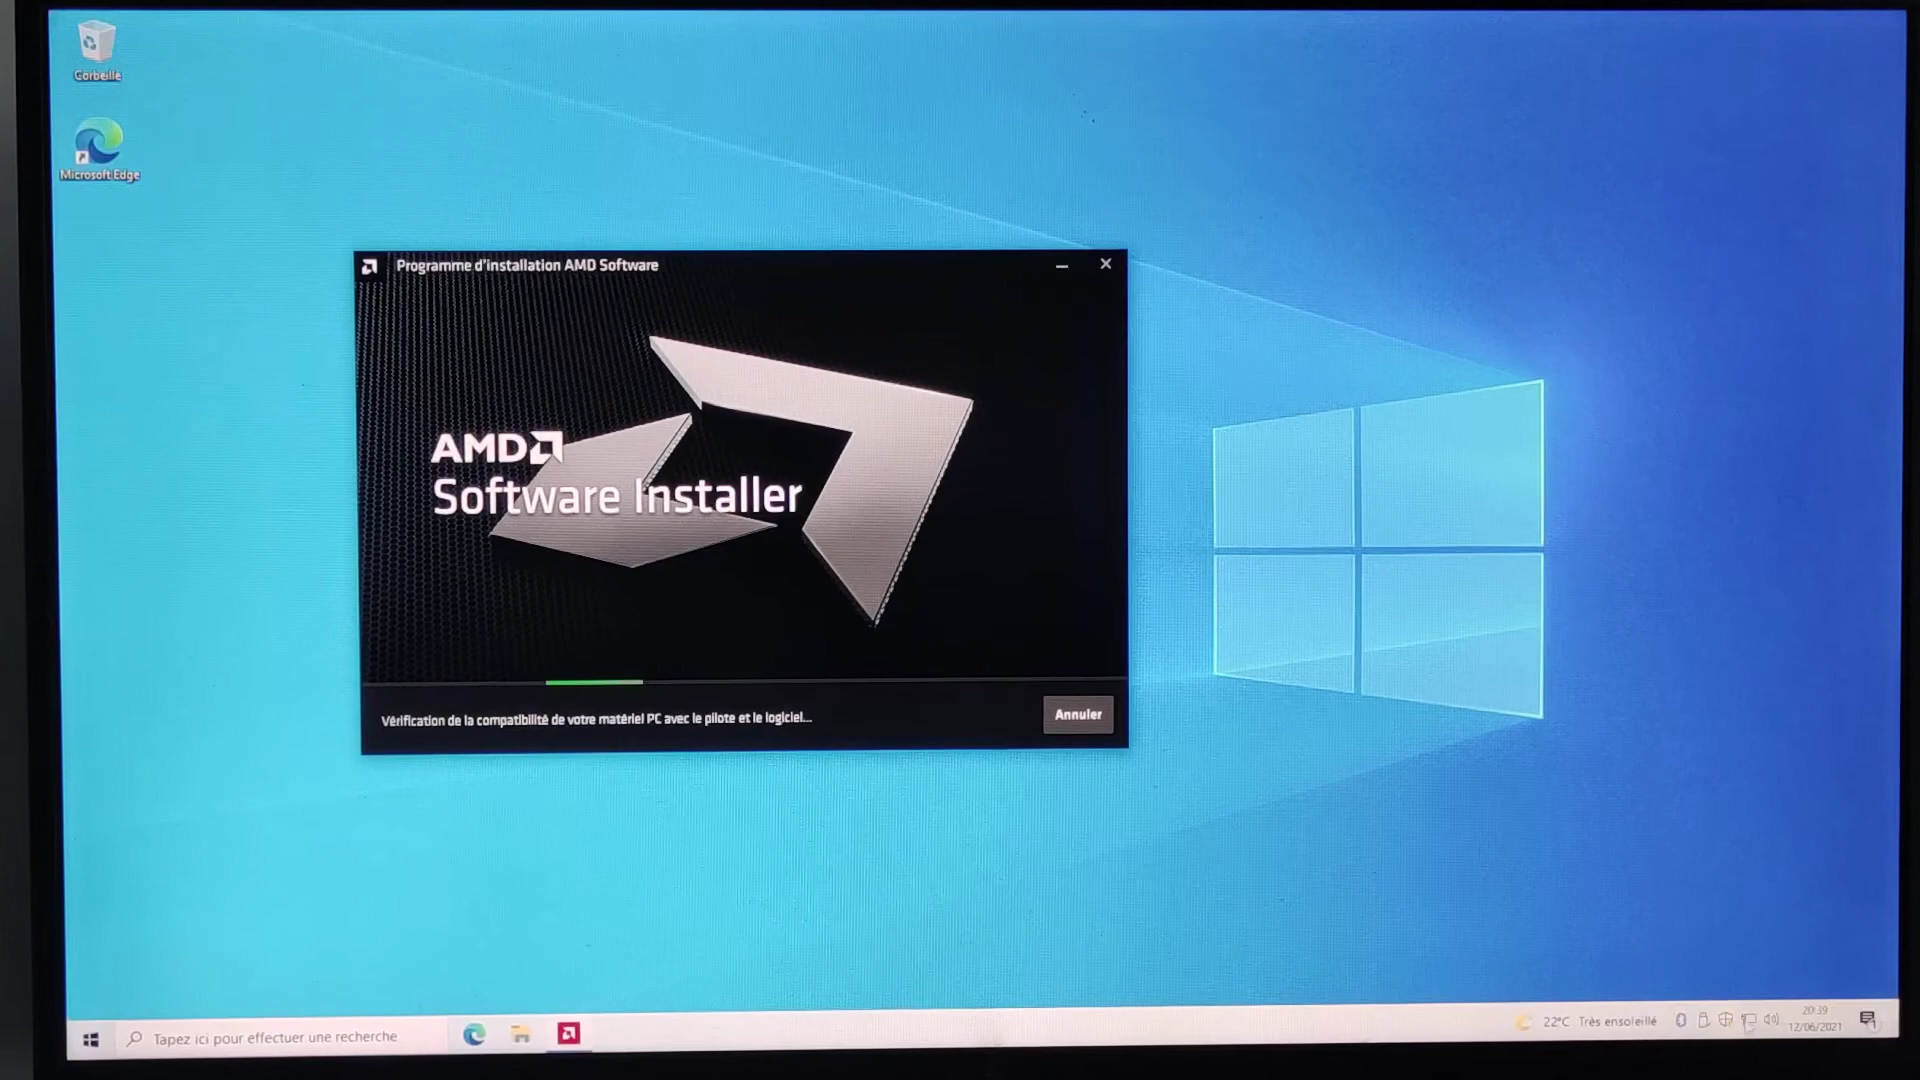 Corbeille
Microsoft Edge
Programme d'installation AMD Software
AMD
Software Installer
Vérification de la compatibilité de votre matériel PC avec le pilote et le logiciel...
Annuler
Tapez ici pour effectuer une recherche
22°C Très ensoleillé
20:39
12/06/2021